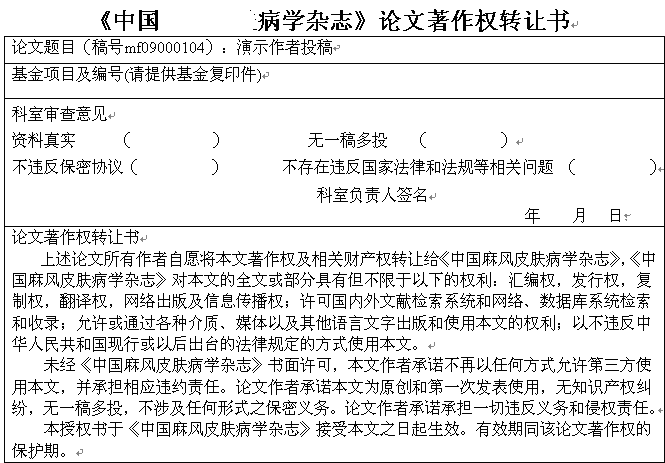 《中国 病学杂志》论文著作权转让书
论文题目（稿号mf09000104）：演示作者投稿
基金项目及编号(请提供基金复印件)
科室审查意见
资料真实 （ ） 无一稿多投 （ ）
不违反保密协议（ ） 不存在违反国家法律和法规等相关问题 （ ）
科室负责人签名
年 月 日
论文著作权转让书
上述论文所有作者自愿将本文著作权及相关财产权转让给《中国麻风皮肤病学杂志》，《中
国麻风皮肤病学杂志》对本文的全文或部分具有但不限于以下的权利：汇编权，发行权，复
制权，翻译权，网络出版及信息传播权；许可国内外文献检索系统和网络、数据库系统检索
和收录；允许或通过各种介质、媒体以及其他语言文字出版和使用本文的权利；以不违反中
华人民共和国现行或以后出台的法律规定的方式使用本文。
未经《中国麻风皮肤病学杂志》书面许可，本文作者承诺不再以任何方式允许第三方使
用本文，并承担相应违约责任。论文作者承诺本文为原创和第一次发表使用，无知识产权纠
纷，无一稿多投，不涉及任何形式之保密义务。论文作者承诺承担一切违反义务和侵权责任。
本授权书于《中国麻风皮肤病学杂志》接受本文之日起生效。有效期同该论文著作权的
保护期。